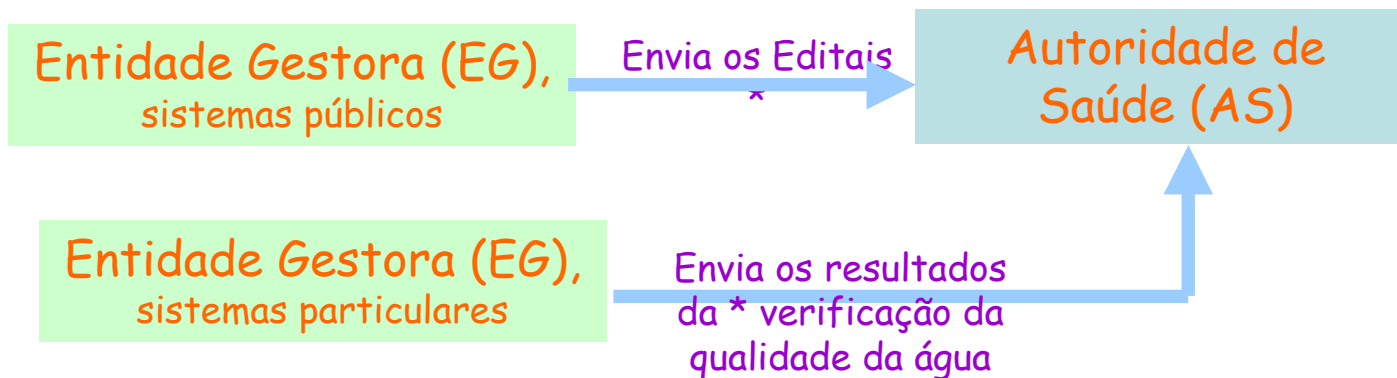 Entidade Gestora (EG),
sistemas públicos
Envia os Editais
*
Autoridade de
Saúde (AS)
Entidade Gestora (EG),
sistemas particulares
Envia os resultados
da * verificação da
qualidade da água